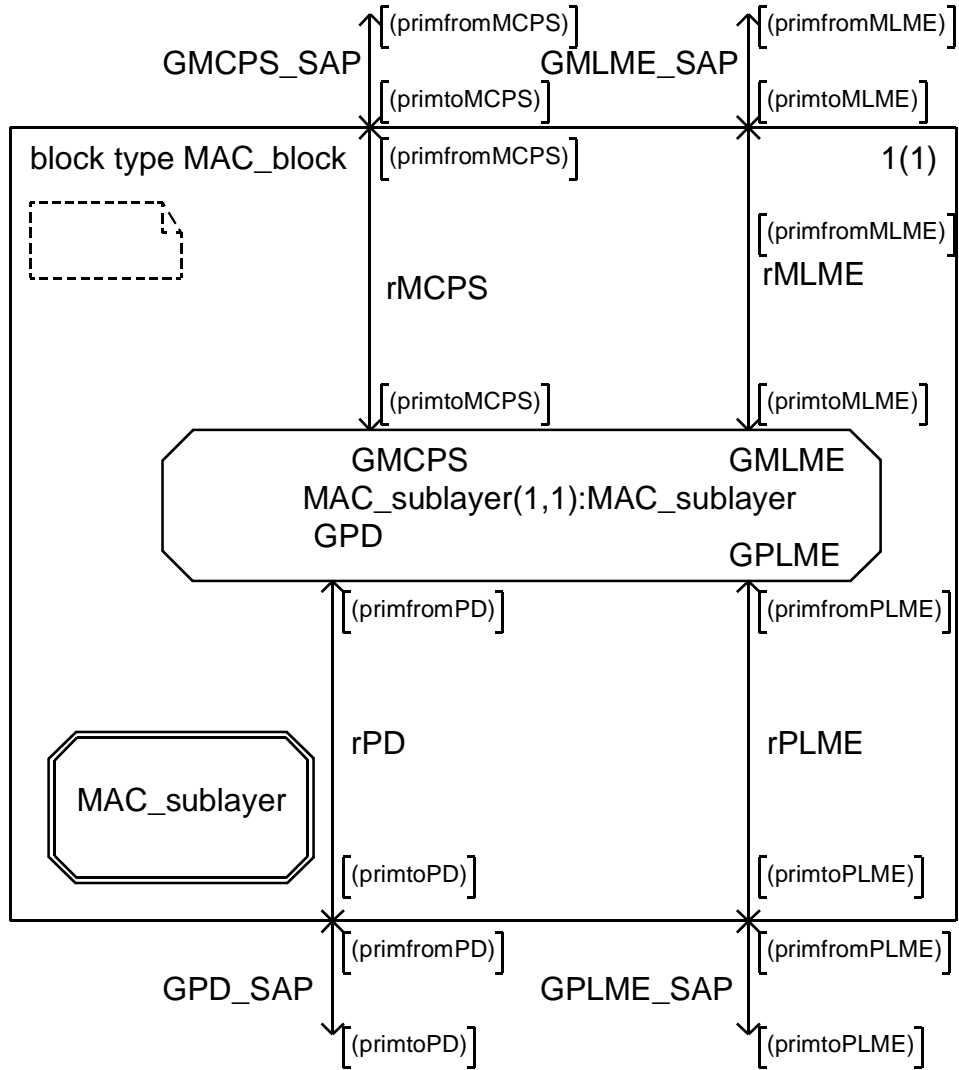 [(primfromMCPS)] [(primfromMLME)]
GMCPS_SAP GMLME_SAP
[(primtoMCPS)] [(primtoMLME)]
block type MAC_block [(primfromMCPS)] 1(1)
[(primfromMLME)]
rMCPS rMLME
[(primtoMCPS)] [(primtoMLME)]
GMCPS GMLME
MAC_sublayer(1,1):MAC_sublayer
GPD
GPLME
[(primfromPD)] [(primfromPLME)]
rPD rPLME
MAC_sublayer
[(primtoPD)] [(primtoPLME)]
[(primfromPD)] [(primfromPLME)]
GPD_SAP GPLME_SAP
[(primtoPD)] [(primtoPLME)]